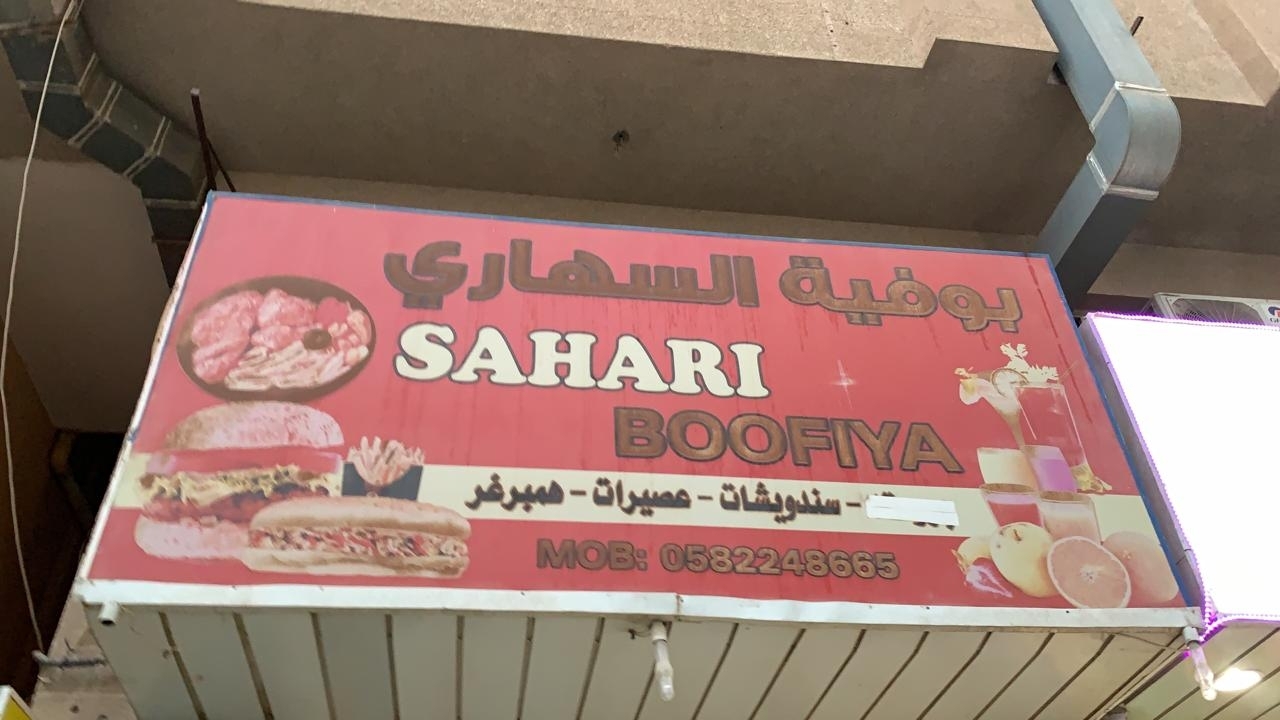 بوفية السهاري
SAHARI
BOOFIYA
- سندويشات - عصيرات - همبرغر
MOB: 0582248665